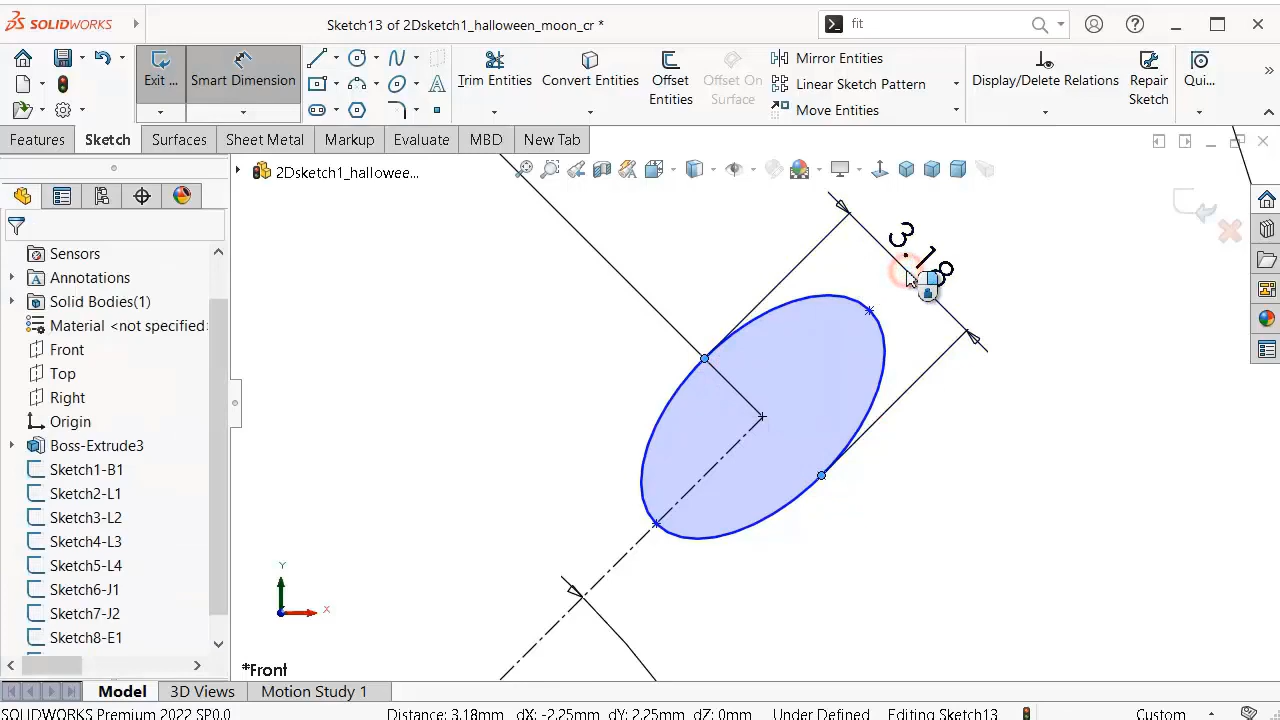 SOLIDWORKS
Sketch13 of 2Dsketch1_halloween_moon_cr *
fit
Exit ...
Smart Dimension
Trim Entities
Convert Entities
Offset Entities
Offset On Surface
Mirror Entities
Linear Sketch Pattern
Move Entities
Display/Delete Relations
Repair Sketch
Qui...
Features
Sketch
Surfaces
Sheet Metal
Markup
Evaluate
MBD
New Tab
2Dsketch1_hallowee...
Sensors
Annotations
Solid Bodies(1)
Material <not specified
Front
Top
Right
Origin
Boss-Extrude3
Sketch1-B1
Sketch2-L1
Sketch3-L2
Sketch4-L3
Sketch5-L4
Sketch6-J1
Sketch7-J2
Sketch8-E1
3.18
Y
X
*Front
Model
3D Views
Motion Study 1
SOLIDWORKS Premium 2022 SP0.0
Distance: 3.18mm
dX: -2.25mm
dY: 2.25mm
dZ: 0mm
Under Defined
Editing Sketch13
Custom